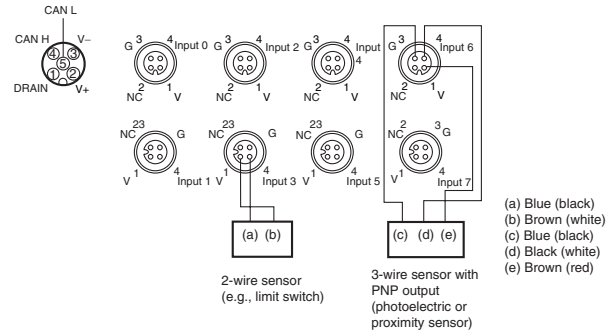 CAN L
CAN H
V–
4
3
5
1
2
DRAIN
V+
G 3 4 Input 0
2 1
NC V
G 3 4 Input 2
2 1
NC V
G 3 4 Input 4
2 1
NC V
G 3 4 Input 6
2 1
NC V
NC 23 G
V 1 4 Input 1
NC 23 G
V 1 4 Input 3
NC 23 G
V 1 4 Input 5
NC 2 3 G
V 1 4 Input 7
(a) (b)
(c) (d) (e)
2-wire sensor
(e.g., limit switch)
3-wire sensor with
PNP output
(photoelectric or
proximity sensor)
(a) Blue (black)
(b) Brown (white)
(c) Blue (black)
(d) Black (white)
(e) Brown (red)